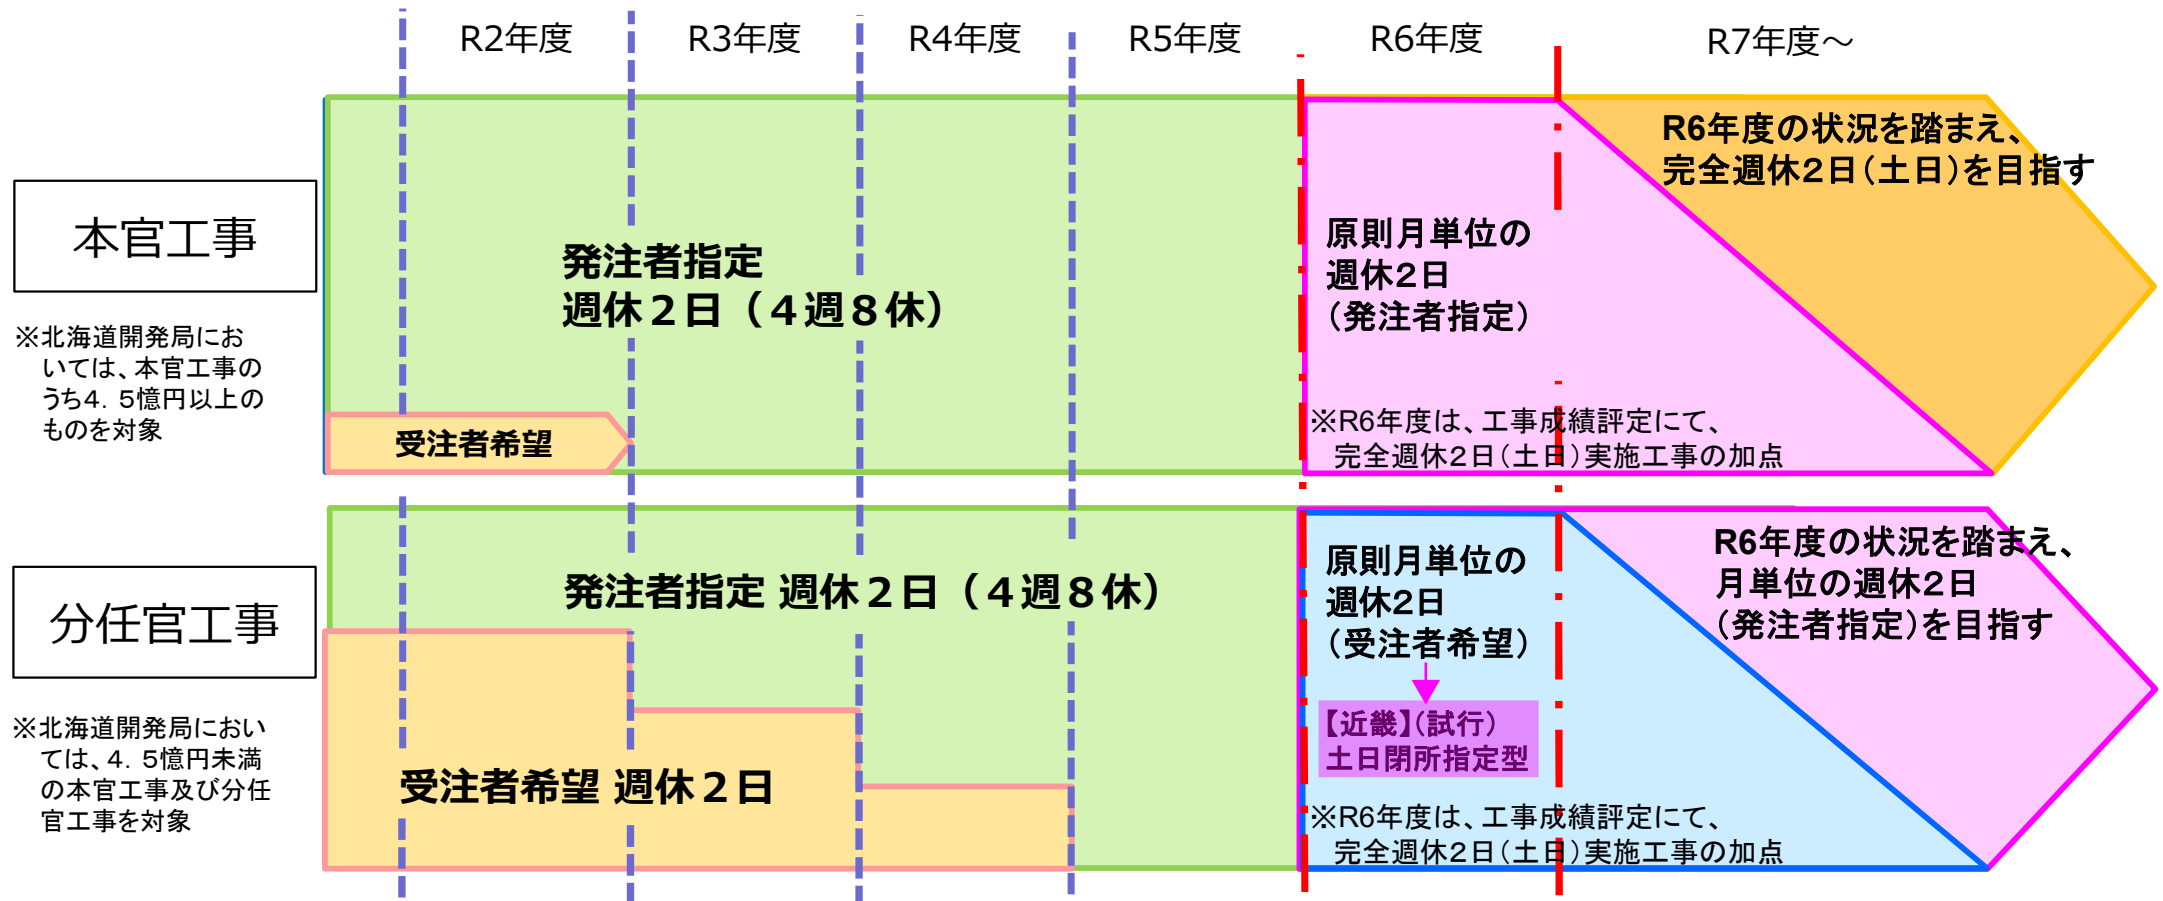 R2年度
R3年度
R4年度
R5年度
R6年度
R7年度～
本官工事
※北海道開発局にお
いては、本官工事の
うち4．5憶円以上の
ものを対象
発注者指定
週休２日（４週８休）
受注者希望
原則月単位の
週休2日
（発注者指定）
※R6年度は、工事成績評定にて、
完全週休2日（土日）実施工事の加点
R6年度の状況を踏まえ、
完全週休2日（土日）を目指す
分任官工事
※北海道開発局におい
ては、4．5憶円未満
の本官工事及び分任
官工事を対象
発注者指定 週休２日（４週８休）
受注者希望 週休２日
原則月単位の
週休2日
（受注者希望）
【近畿】（試行）
土日閉所指定型
※R6年度は、工事成績評定にて、
完全週休2日（土日）実施工事の加点
R6年度の状況を踏まえ、
月単位の週休2日
（発注者指定）を目指す